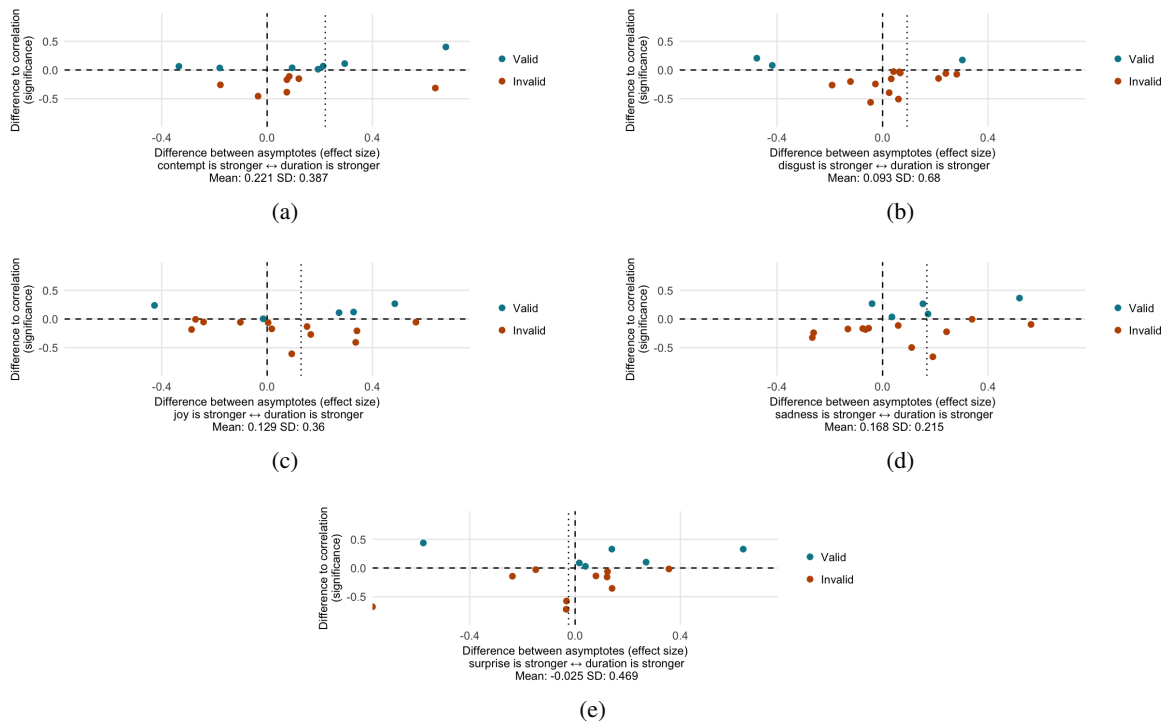 Difference to correlation
(significance)
0.5
0.0
-0.5
-0.4
0.0
0.4
Difference between asymptotes (effect size)
contempt is stronger ↔ duration is stronger
Mean: 0.221 SD: 0.387
Valid
Invalid
(a)
Difference to correlation
(significance)
0.5
0.0
-0.5
-0.4
0.0
0.4
Difference between asymptotes (effect size)
disgust is stronger ↔ duration is stronger
Mean: 0.093 SD: 0.68
Valid
Invalid
(b)
Difference to correlation
(significance)
0.5
0.0
-0.5
-0.4
0.0
0.4
Difference between asymptotes (effect size)
joy is stronger ↔ duration is stronger
Mean: 0.129 SD: 0.36
Valid
Invalid
(c)
Difference to correlation
(significance)
0.5
0.0
-0.5
-0.4
0.0
0.4
Difference between asymptotes (effect size)
sadness is stronger ↔ duration is stronger
Mean: 0.168 SD: 0.215
Valid
Invalid
(d)
Difference to correlation
(significance)
0.5
0.0
-0.5
-0.4
0.0
0.4
Difference between asymptotes (effect size)
surprise is stronger ↔ duration is stronger
Mean: -0.025 SD: 0.469
Valid
Invalid
(e)